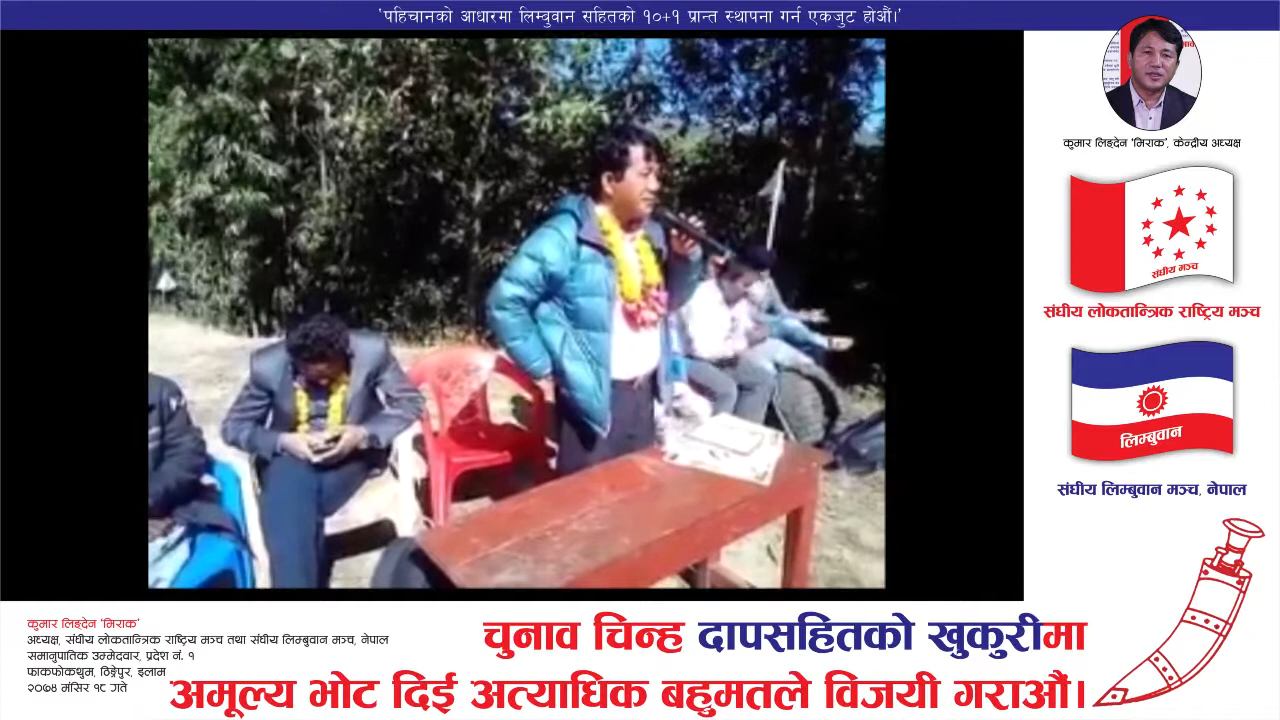 'पहिचानको आधारमा लिम्बुवान सहितको १०+१ प्रान्त स्थापना गर्न एकजुट होऔं।'
कुमार लिङदेन 'मिराक', केन्द्रीय अध्यक्ष
संघीय मञ्च
संघीय लोकतान्त्रिक राष्ट्रिय मञ्च
लिम्बुवान
संघीय लिम्बुवान मञ्च, नेपाल
कुमार लिङ्देन 'मिराक'
अध्यक्ष, संघीय लोकतान्त्रिक राष्ट्रिय मञ्च तथा संघीय लिम्बुवान मञ्च, नेपाल
समानुपातिक उम्मेदवार, प्रदेश नं. १
फाकफोकथुम, ठिङ्गेपुर, इलाम
२०७४ मंसिर १८ गते
चुनाव चिन्ह दापसहितको खुकुरीमा
अमूल्य भोट दिई अत्याधिक बहुमतले विजयी गराऔं।